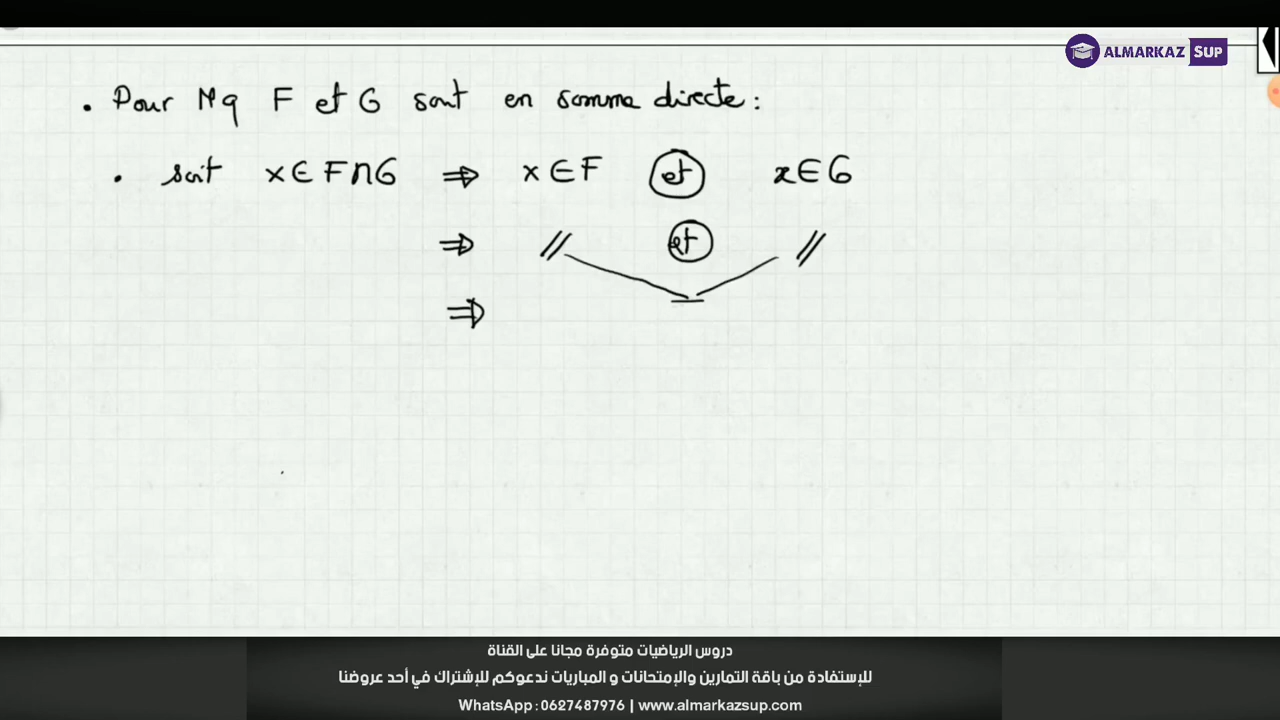 ALMARKAZ SUP
. Pour Mq F et G sont en somme directe :
. soit x ∈ F ∩ G ⇒ x ∈ F et x ∈ G
⇒ // et //
⇒
دروس الرياضيات متوفرة مجانا على القناة
للإستفادة من باقة التمارين والإمتحانات و المباريات ندعوكم للإشتراك في أحد عروضنا
WhatsApp : 0627487976 | www.almarkazsup.com